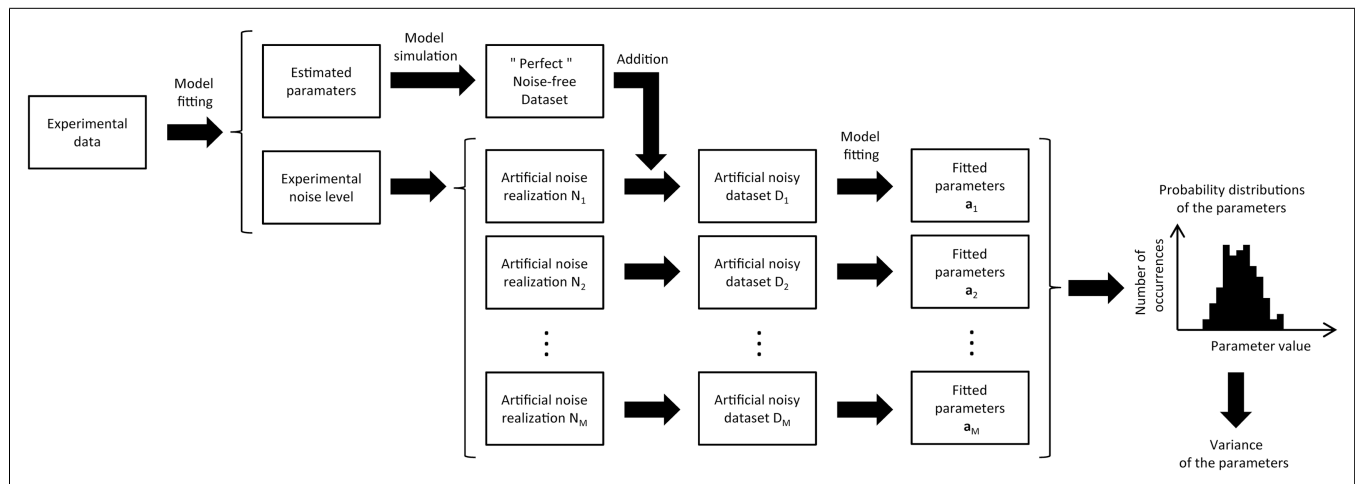 Experimental
data
Model
fitting
Estimated
paramaters
Model
simulation
" Perfect "
Noise-free
Dataset
Addition
Experimental
noise level
Artificial noise
realization N₁
Artificial noisy
dataset D₁
Model
fitting
Fitted
parameters
a₁
Artificial noise
realization N₂
Artificial noisy
dataset D₂
Fitted
parameters
a₂
Artificial noise
realization N_M
Artificial noisy
dataset D_M
Fitted
parameters
a_M
Probability distributions
of the parameters
Number of
occurrences
Parameter value
Variance
of the parameters